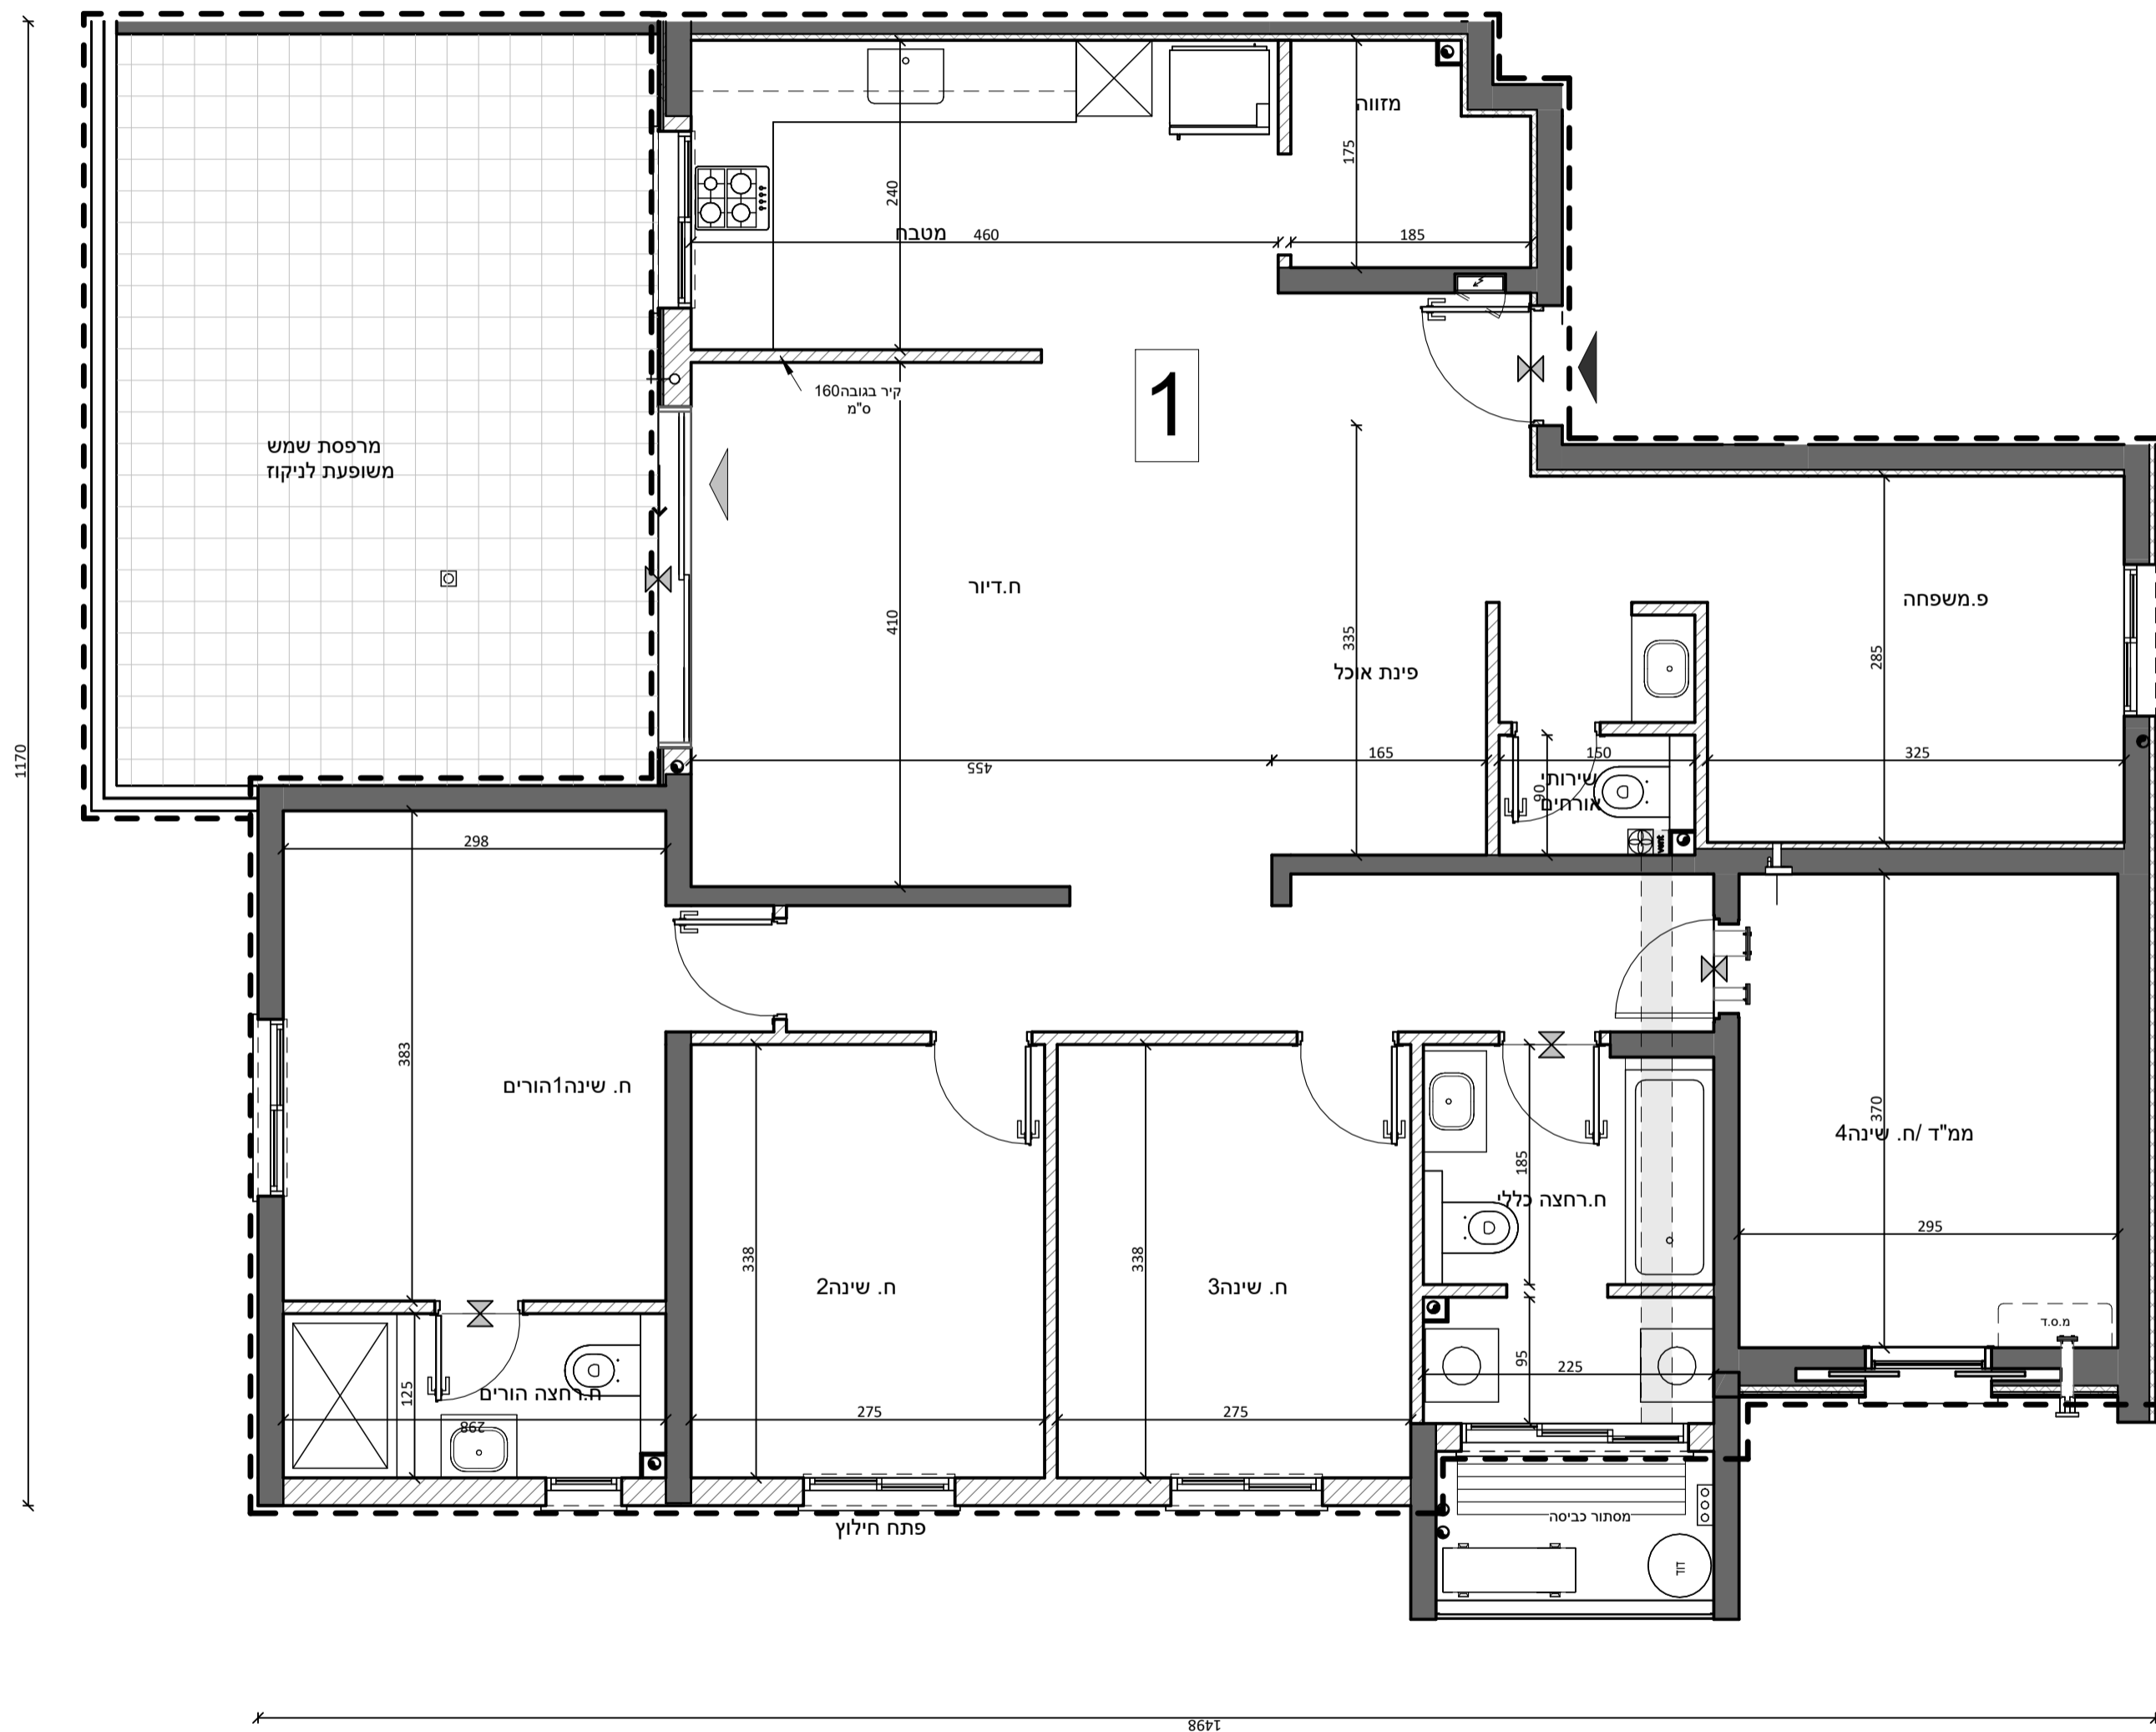 מזווה
175
240
מטבח
460
185
1
קיר בגובה160
ס"מ
מרפסת שמש
משופעת לניקוז
ח.דיור
410
335
פינת אוכל
פ.משפחה
285
1170
455
165
150
325
שירותי
אורחים
90
vent
298
383
ח. שינה1הורים
370
ממ"ד /ח. שינה4
185
ח.רחצה כללי
295
338
338
ח. שינה2
ח. שינה3
מ.ס.ד
95
225
125
ח.רחצה הורים
298
275
275
מסתור כביסה
פתח חילוץ
דוד
1498